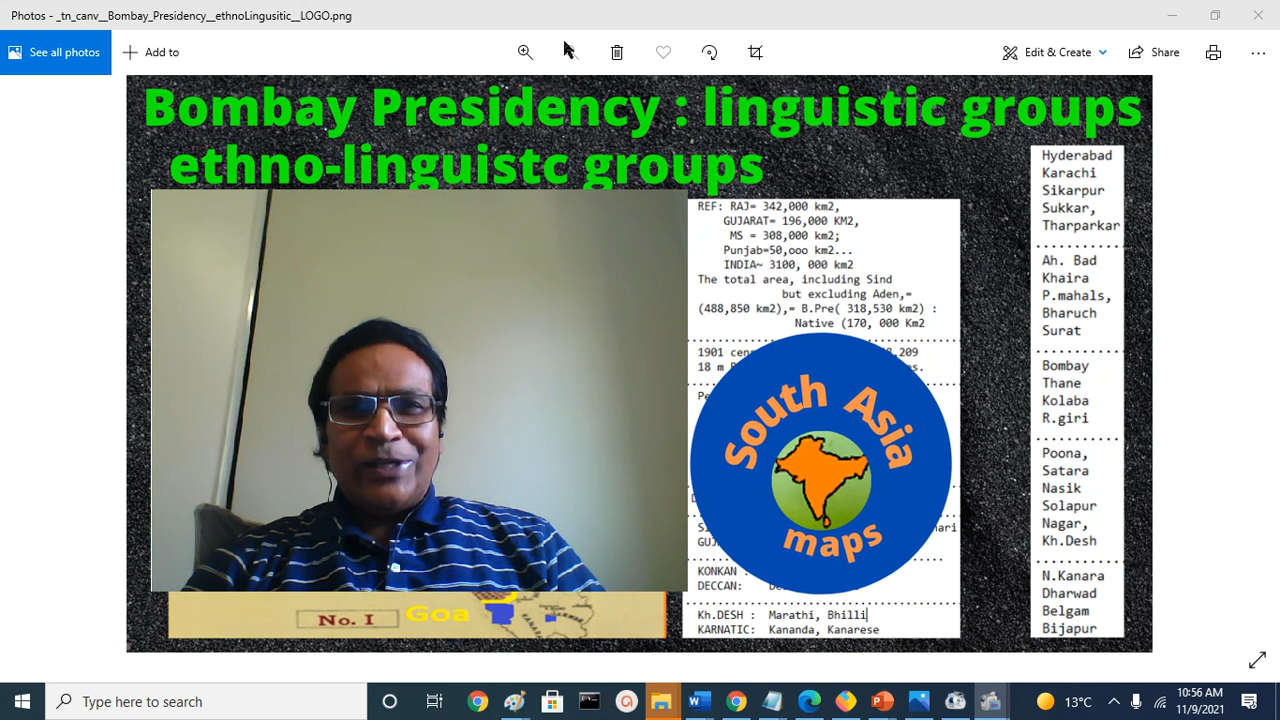 Photos - _tn_canv__Bombay_Presidency__ethnoLingusitic__LOGO.png
See all photos
Add to
Edit & Create
Share
Bombay Presidency : linguistic groups
ethno-linguistc groups
REF: RAJ= 342,000 km2,
GUJARAT= 196,000 KM2,
MS = 308,000 km2;
Punjab=50,ooo km2...
INDIA~ 3100, 000 km2
The total area, including Sind
but excluding Aden,=
(488,850 km2),= B.Pre( 318,530 km2) :
Native (170, 000 Km2
1901
18 m
South Asia
maps
KONKAN :
DECCAN:
Kh.DESH : Marathi, Bhilli
KARNATIC: Kananda, Kanarese
No. I
Goa
Hyderabad
Karachi
Sikarpur
Sukkar,
Tharparkar
Ah. Bad
Khaira
P.mahals,
Bharuch
Surat
Bombay
Thane
Kolaba
R.giri
Poona,
Satara
Nasik
Solapur
Nagar,
Kh.Desh
N.Kanara
Dharwad
Belgam
Bijapur
Type here to search
13°C
10:56 AM
11/9/2021